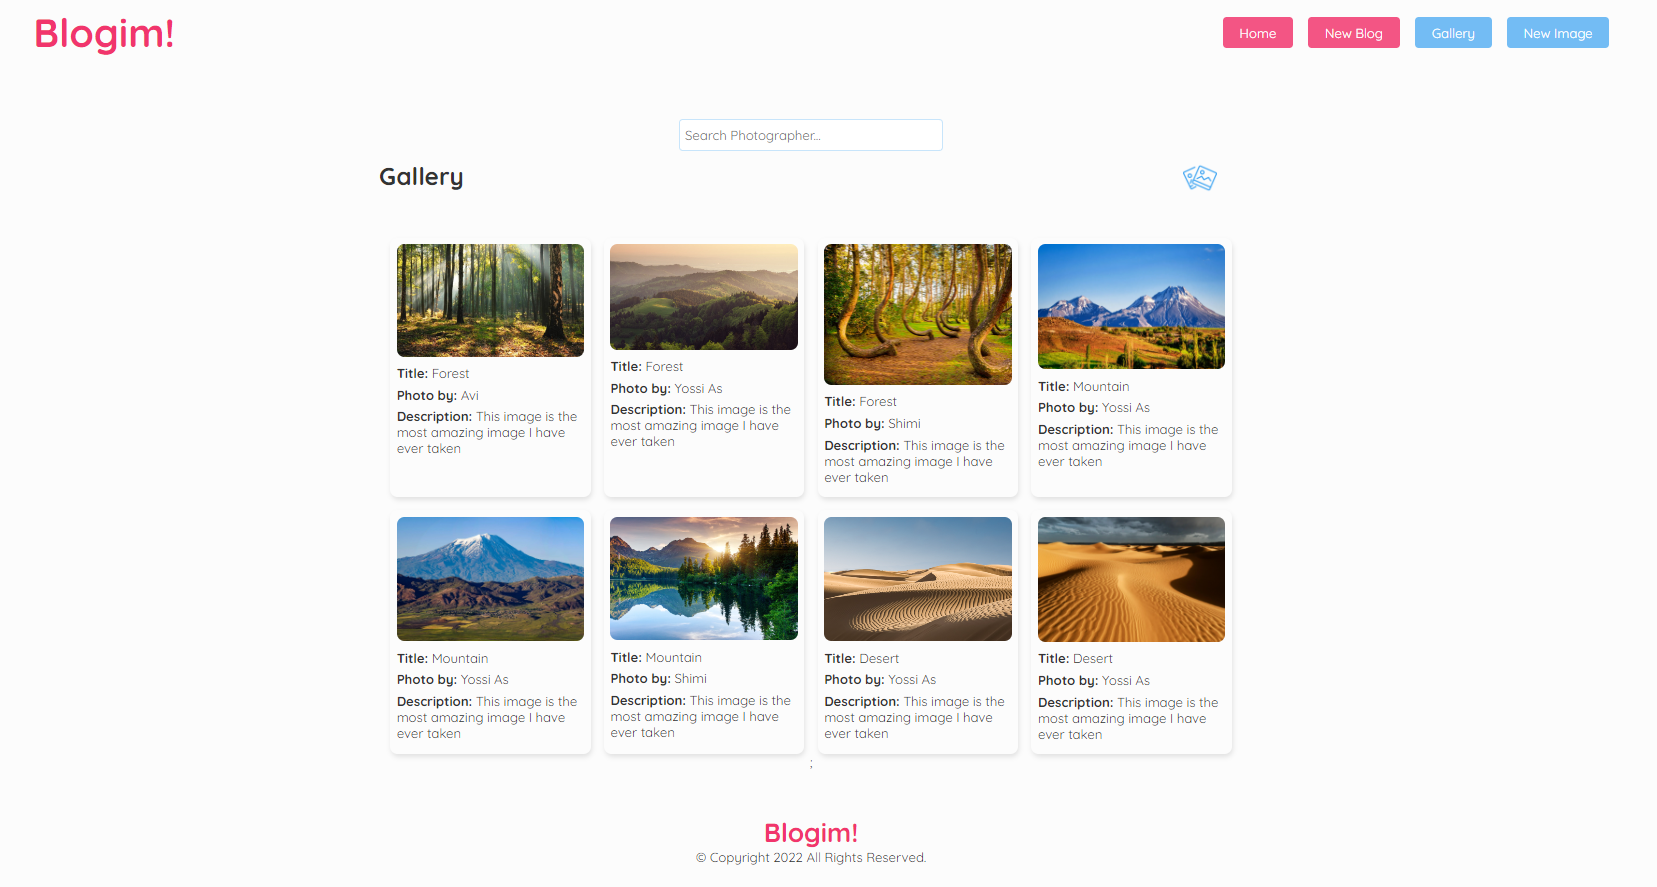 Blogim!
Home
New Blog
Gallery
New Image
Search Photographer...
Gallery
Title: Forest
Photo by: Avi
Description: This image is the
most amazing image I have
ever taken
Title: Forest
Photo by: Yossi As
Description: This image is the
most amazing image I have
ever taken
Title: Forest
Photo by: Shimi
Description: This image is the
most amazing image I have
ever taken
Title: Mountain
Photo by: Yossi As
Description: This image is the
most amazing image I have
ever taken
Title: Mountain
Photo by: Yossi As
Description: This image is the
most amazing image I have
ever taken
Title: Mountain
Photo by: Shimi
Description: This image is the
most amazing image I have
ever taken
Title: Desert
Photo by: Yossi As
Description: This image is the
most amazing image I have
ever taken
Title: Desert
Photo by: Yossi As
Description: This image is the
most amazing image I have
ever taken
;
Blogim!
© Copyright 2022 All Rights Reserved.